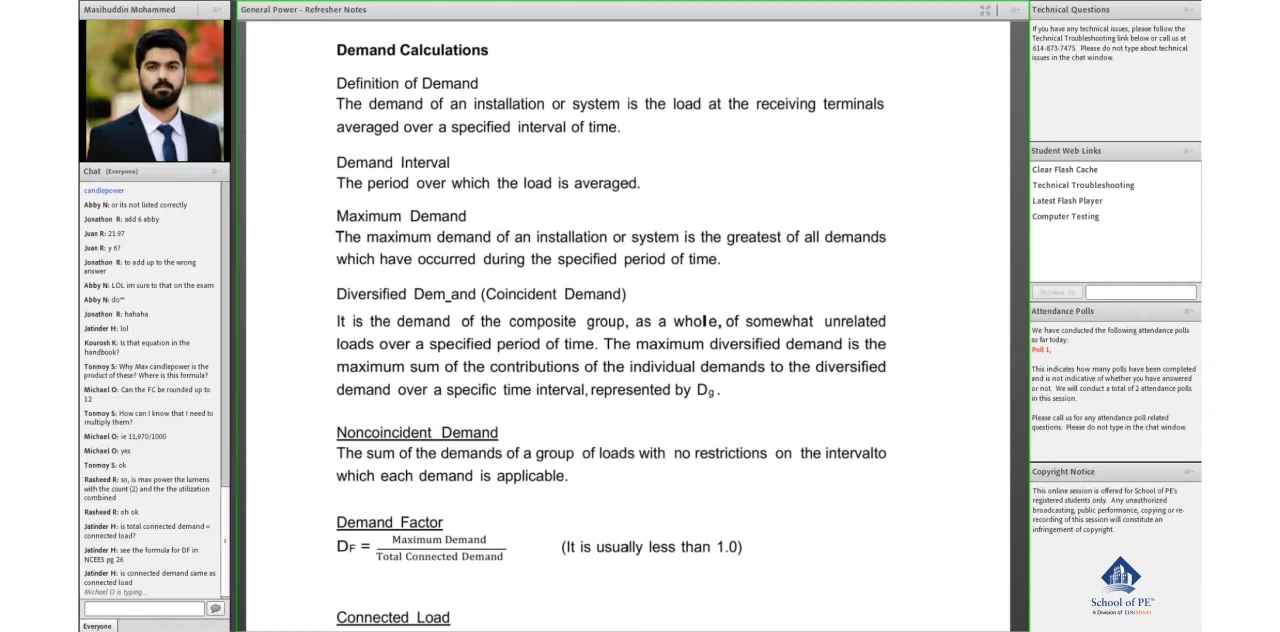 Masihuddin Mohammed
Chat (Everyone)
candlepower
Abby N: or its not listed correctly
Jonathon R: add 6 abby
Juan R: 21.97
Juan R: y 6?
Jonathon R: to add up to the wrong
answer
Abby N: LOL im sure to that on the exam
Abby N: do**
Jonathon R: hahaha
Jatinder H: lol
Kourosh K: Is that equation in the
handbook?
Tonmoy S: Why Max candlepower is the
product of these? Where is this formula?
Michael O: Can the FC be rounded up to
12
Tonmoy S: How can I know that I need to
multiply them?
Michael O: ie 11,970/1000
Michael O: yes
Tonmoy S: ok
Rasheed R: so, is max power the lumens
with the count (2) and the the utilization
combined
Rasheed R: oh ok
Jatinder H: is total connected demand =
connected load?
Jatinder H: see the formula for DF in
NCEES pg 26
Jatinder H: is connected demand same as
connected load
Michael O is typing...
Everyone
General Power - Refresher Notes
Demand Calculations
Definition of Demand
The demand of an installation or system is the load at the receiving terminals
averaged over a specified interval of time.
Demand Interval
The period over which the load is averaged.
Maximum Demand
The maximum demand of an installation or system is the greatest of all demands
which have occurred during the specified period of time.
Diversified Dem_and (Coincident Demand)
It is the demand of the composite group, as a whole, of somewhat unrelated
loads over a specified period of time. The maximum diversified demand is the
maximum sum of the contributions of the individual demands to the diversified
demand over a specific time interval, represented by Dg.
Noncoincident Demand
The sum of the demands of a group of loads with no restrictions on the intervalto
which each demand is applicable.
Demand Factor
DF = Maximum Demand / Total Connected Demand (It is usually less than 1.0)
Connected Load
Technical Questions
If you have any technical issues, please follow the
Technical Troubleshooting link below or call us at
614-873-7475. Please do not type about technical
issues in the chat window.
Student Web Links
Clear Flash Cache
Technical Troubleshooting
Latest Flash Player
Computer Testing
Browse To
Attendance Polls
We have conducted the following attendance polls
so far today:
Poll 1,
This indicates how many polls have been completed
and is not indicative of whether you have answered
or not. We will conduct a total of 2 attendance polls
in this session.
Please call us for any attendance poll related
questions. Please do not type in the chat window.
Copyright Notice
This online session is offered for School of PE's
registered students only. Any unauthorized
broadcasting, public performance, copying or re-
recording of this session will constitute an
infringement of copyright.
School of PE™
A Division of EduMind